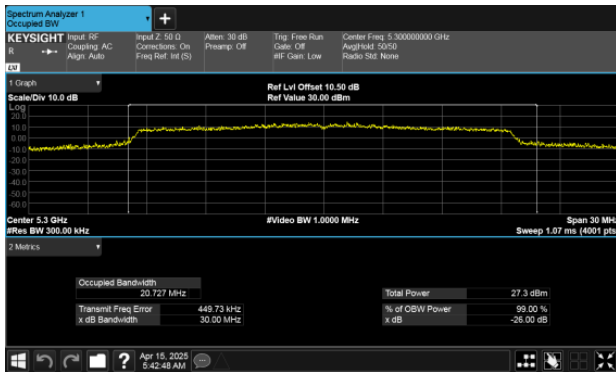 Spectrum Analyzer 1
Occupied BW
+
KEYSIGHT Input: RF Input Z: 50 Ω Atten: 30 dB Trig: Free Run Center Freq: 5.300000000 GHz
R Coupling: AC Corrections: On Preamp: Off Gate: Off Avg|Hold: 50/50
Align: Auto Freq Ref: Int (S) #IF Gain: Low Radio Std: None
LXI
1 Graph
Ref Lvl Offset 10.50 dB
Scale/Div 10.0 dB Ref Value 30.00 dBm
Log
20.0
10.0
0.00
-10.0
-20.0
-30.0
-40.0
-50.0
-60.0
Center 5.3 GHz #Video BW 1.0000 MHz Span 30 MHz
#Res BW 300.00 kHz Sweep 1.07 ms (4001 pts
2 Metrics
Occupied Bandwidth
20.727 MHz Total Power 27.3 dBm
Transmit Freq Error 449.73 kHz % of OBW Power 99.00 %
x dB Bandwidth 30.00 MHz x dB -26.00 dB
? Apr 15, 2025
5:42:48 AM